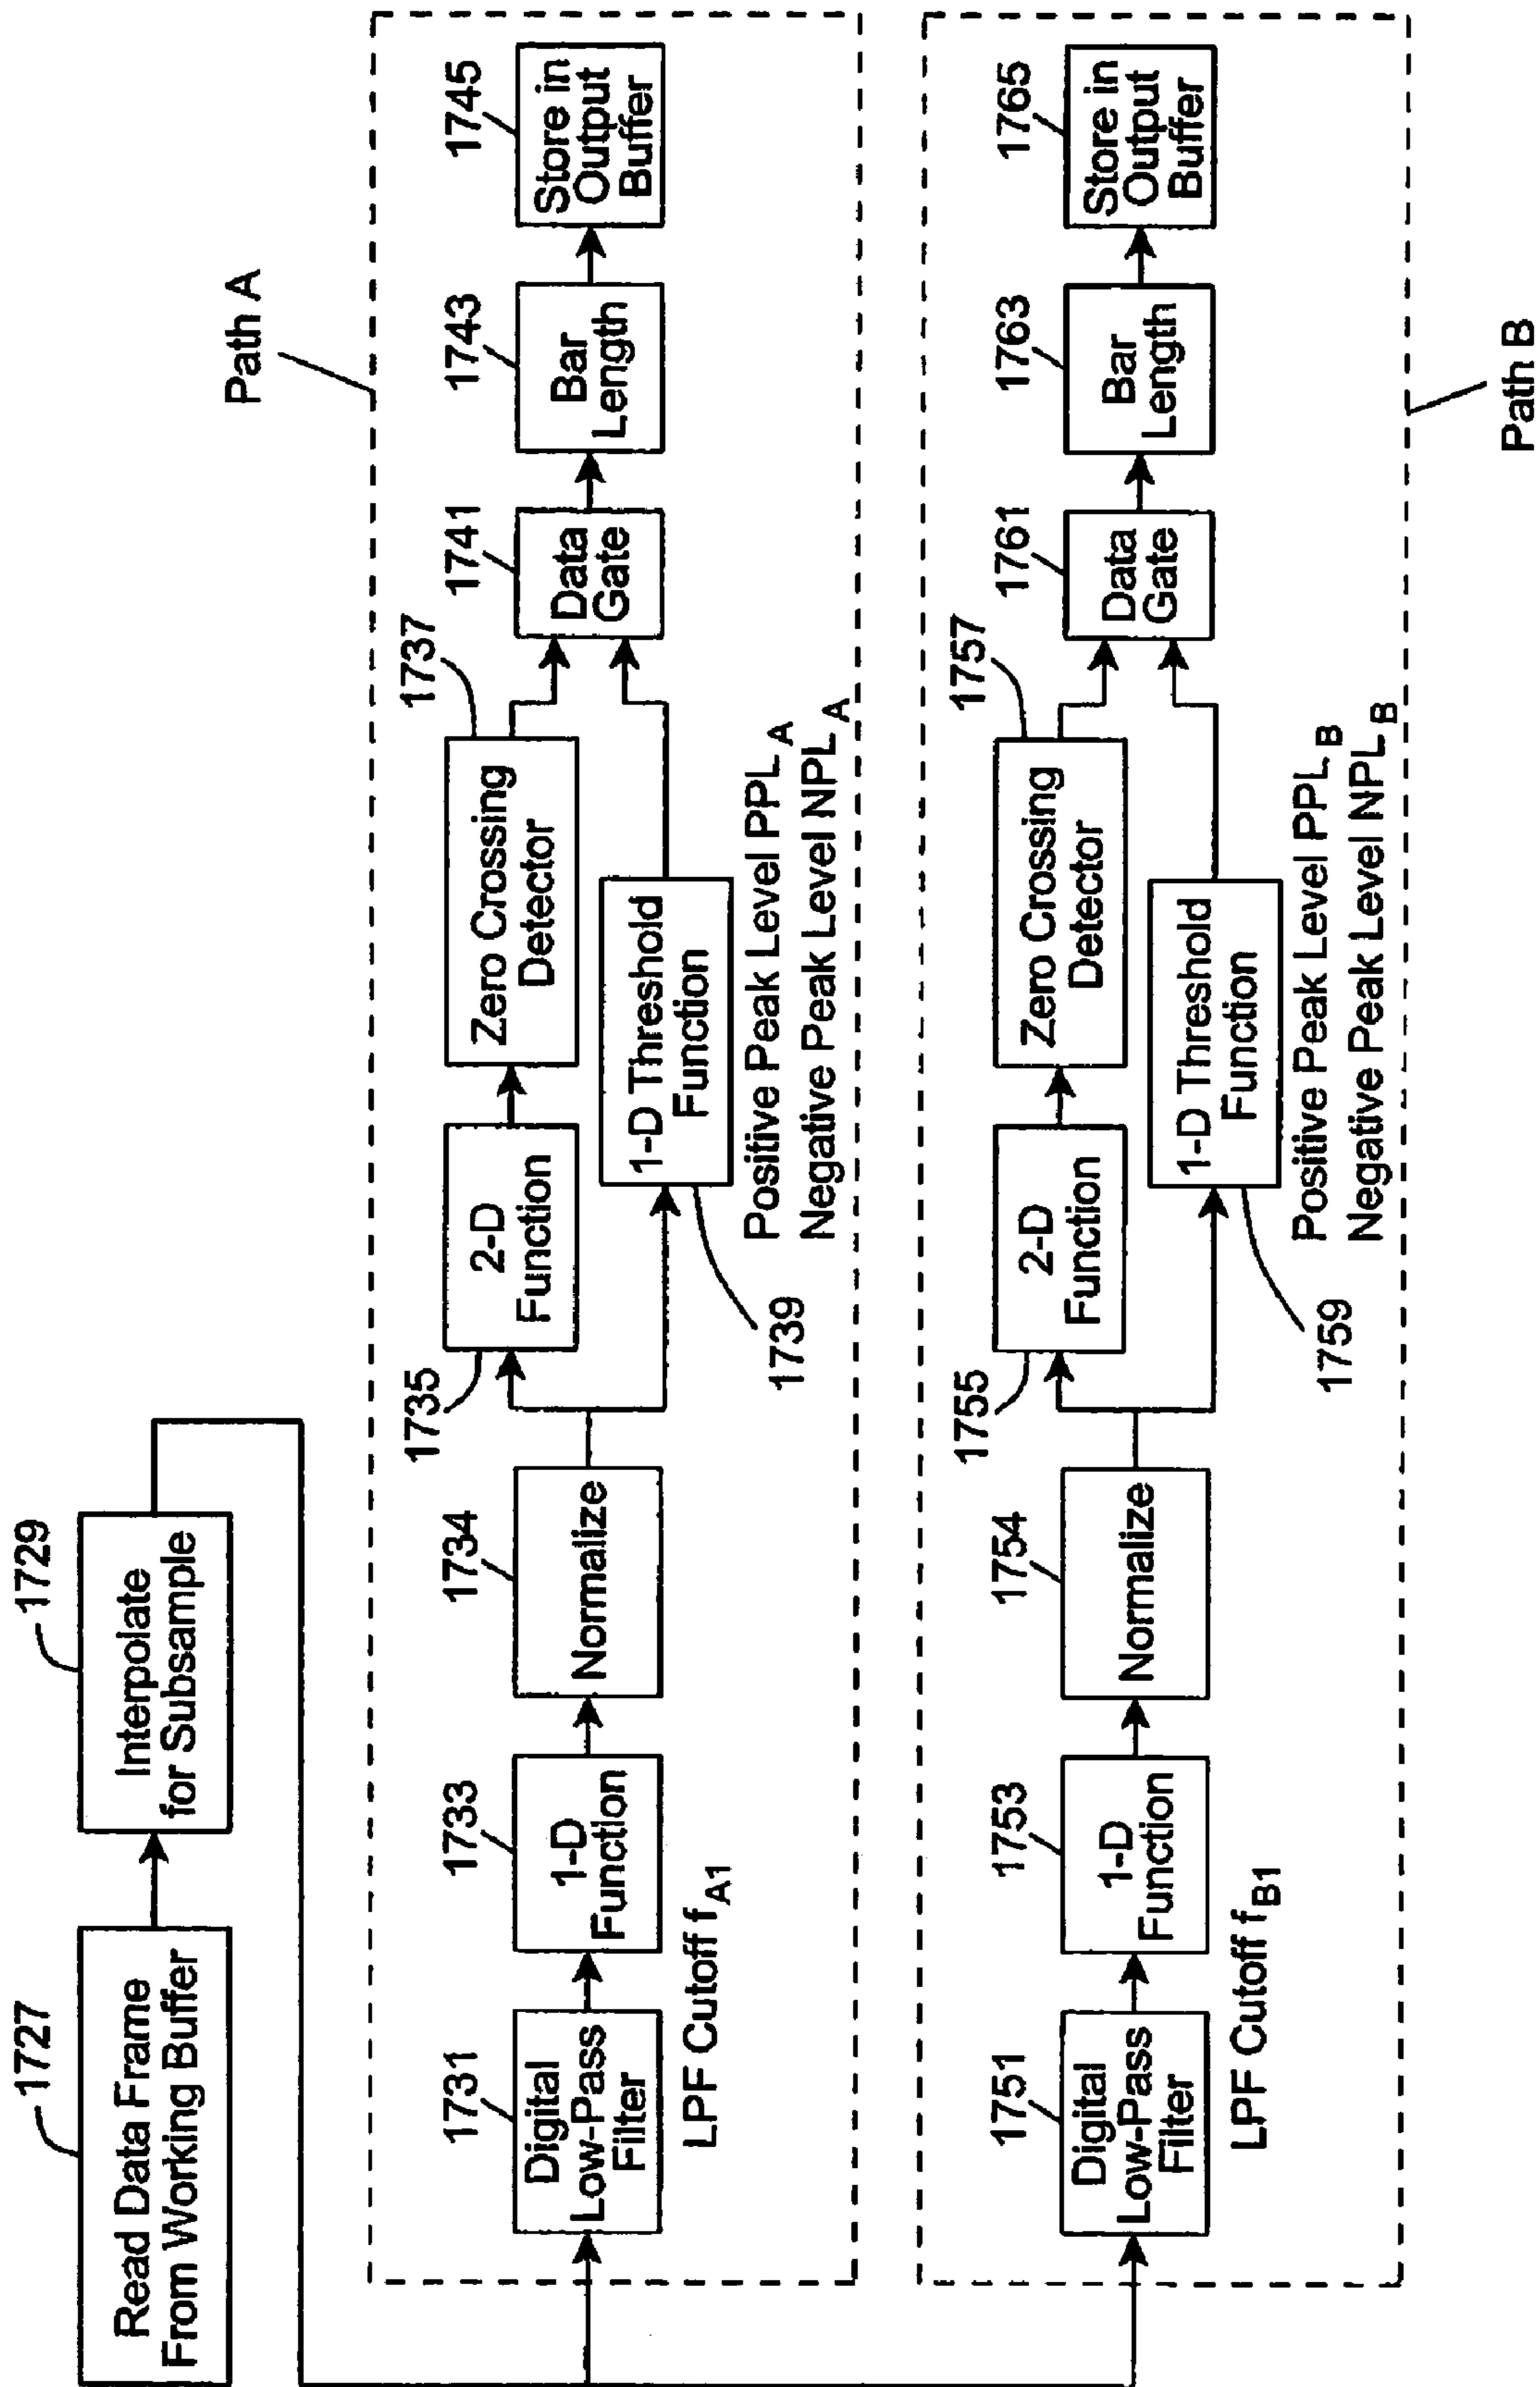 1727
Read Data Frame
From Working Buffer
1729
Interpolate
for Subsample
Path A
1731
Digital
Low-Pass
Filter
LPF Cutoff f_A1
1733
1-D
Function
1734
Normalize
1735
2-D
Function
1737
Zero Crossing
Detector
1-D Threshold
Function
1739
Positive Peak Level PPL_A
Negative Peak Level NPL_A
1741
Data
Gate
1743
Bar
Length
1745
Store in
Output
Buffer
1751
Digital
Low-Pass
Filter
LPF Cutoff f_B1
1753
1-D
Function
1754
Normalize
1755
2-D
Function
1757
Zero Crossing
Detector
1-D Threshold
Function
1759
Positive Peak Level PPL_B
Negative Peak Level NPL_B
1761
Data
Gate
1763
Bar
Length
1765
Store in
Output
Buffer
Path B